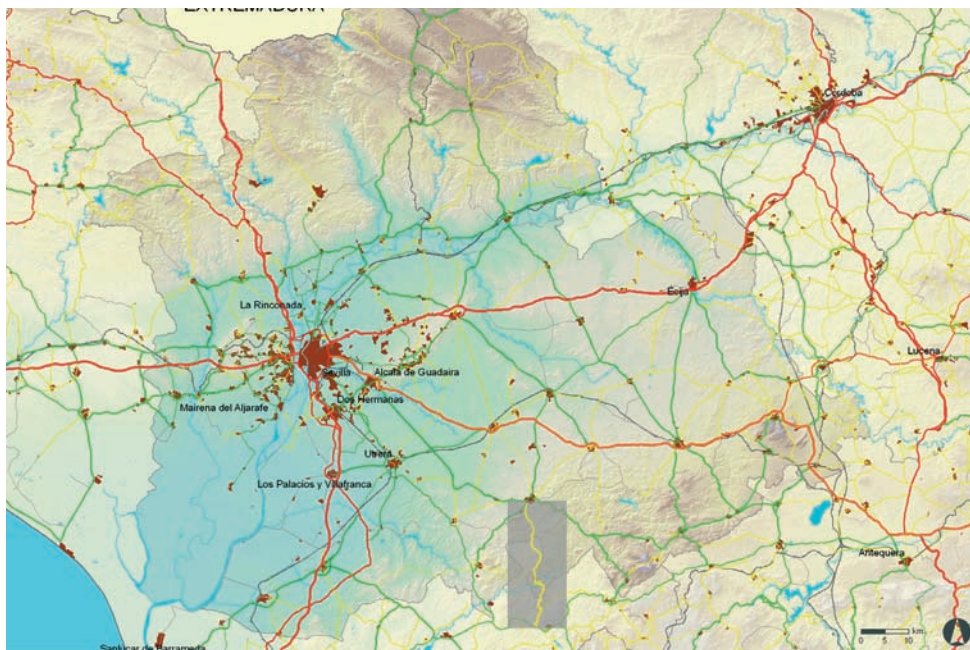 EXTREMADURA
Córdoba
Écija
La Rinconada
Sevilla
Lucena
Alcalá de Guadaira
Mairena del Aljarafe
Dos Hermanas
Utrera
Los Palacios y Villafranca
Antequera
km
0 5 10
Sanlúcar de Barrameda